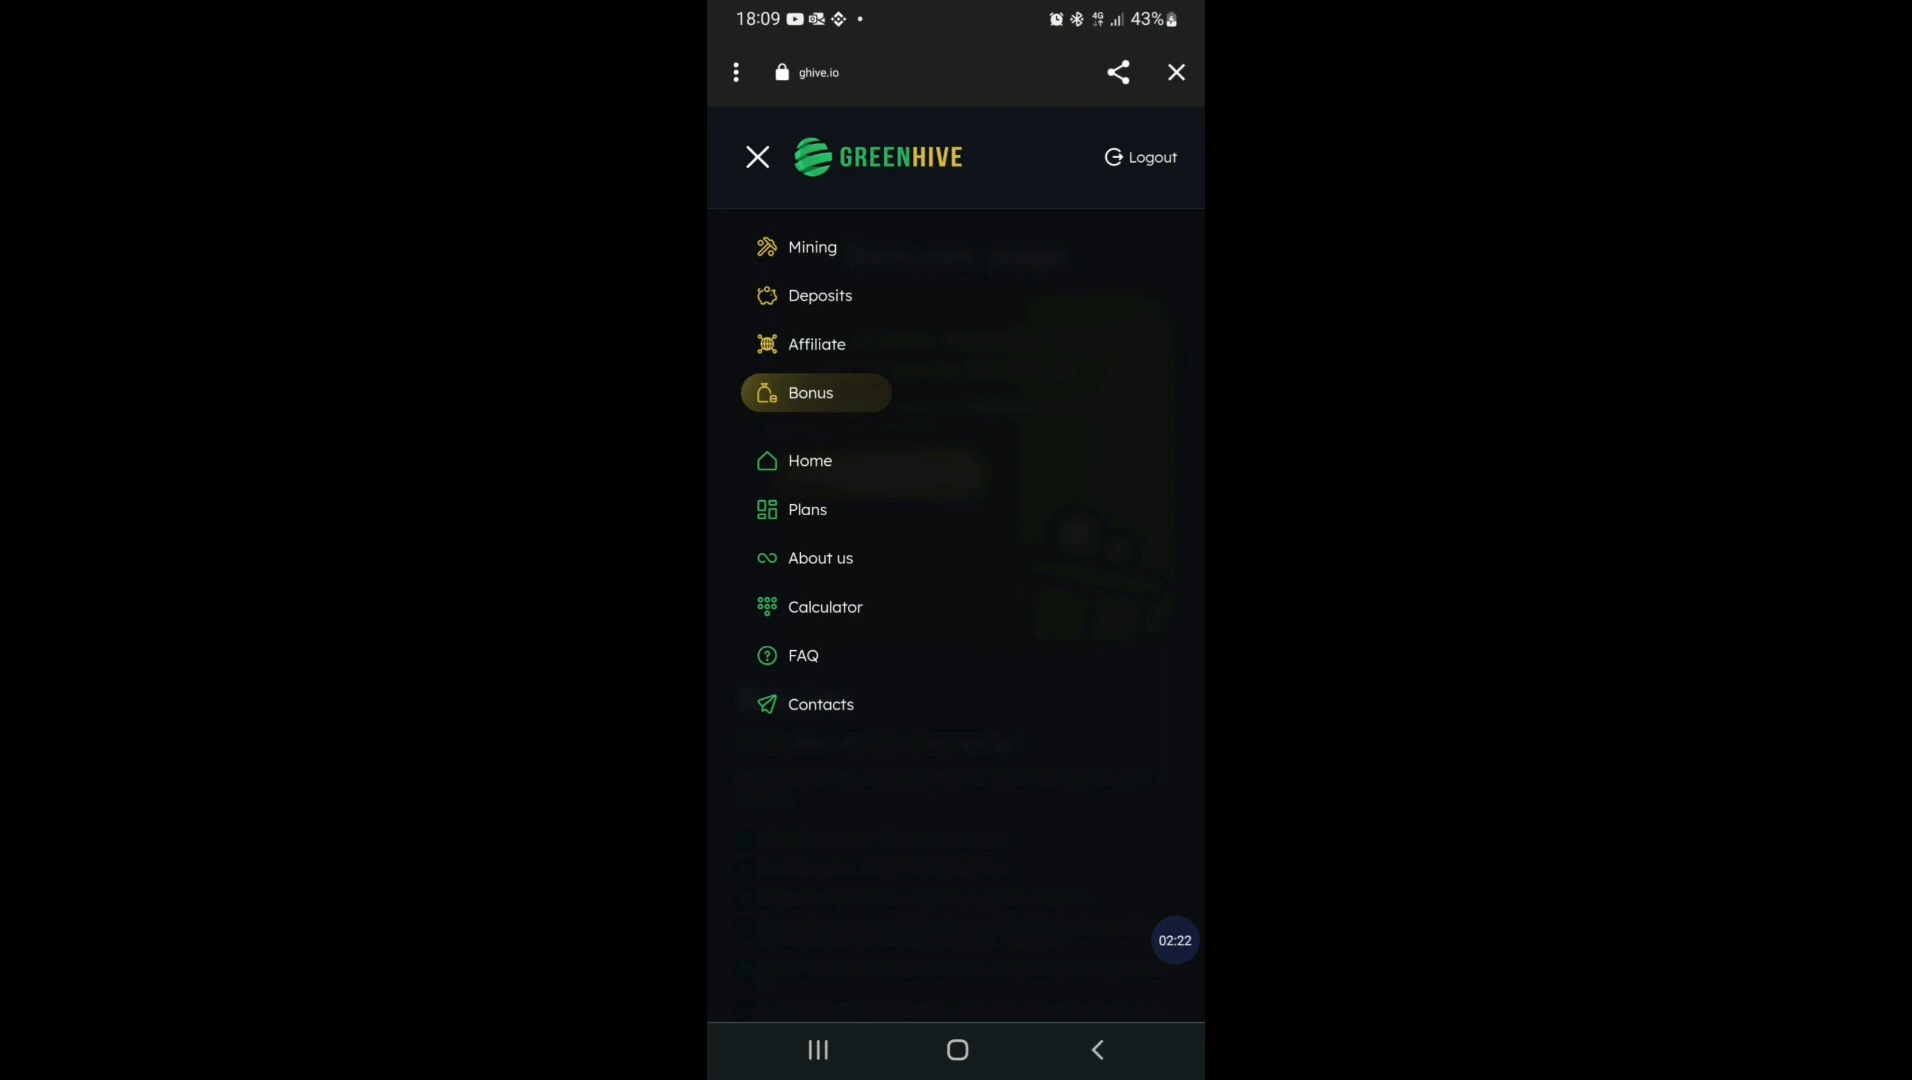 18:09
4G 43%
ghive.io
GREENHIVE
Logout
Mining
Deposits
Affiliate
Bonus
Home
Plans
About us
Calculator
FAQ
Contacts
02:22